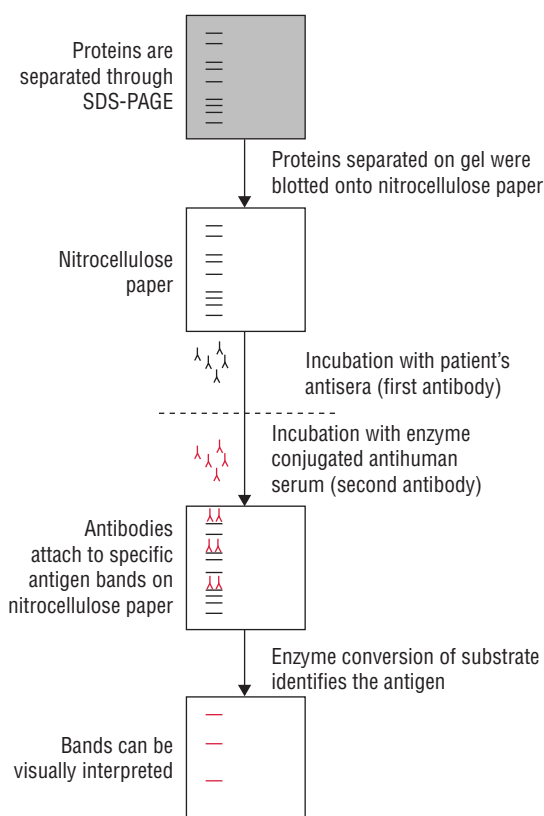 Proteins are
separated through
SDS-PAGE
Proteins separated on gel were
blotted onto nitrocellulose paper
Nitrocellulose
paper
Incubation with patient’s
antisera (first antibody)
Incubation with enzyme
conjugated antihuman
serum (second antibody)
Antibodies
attach to specific
antigen bands on
nitrocellulose paper
Enzyme conversion of substrate
identifies the antigen
Bands can be
visually interpreted